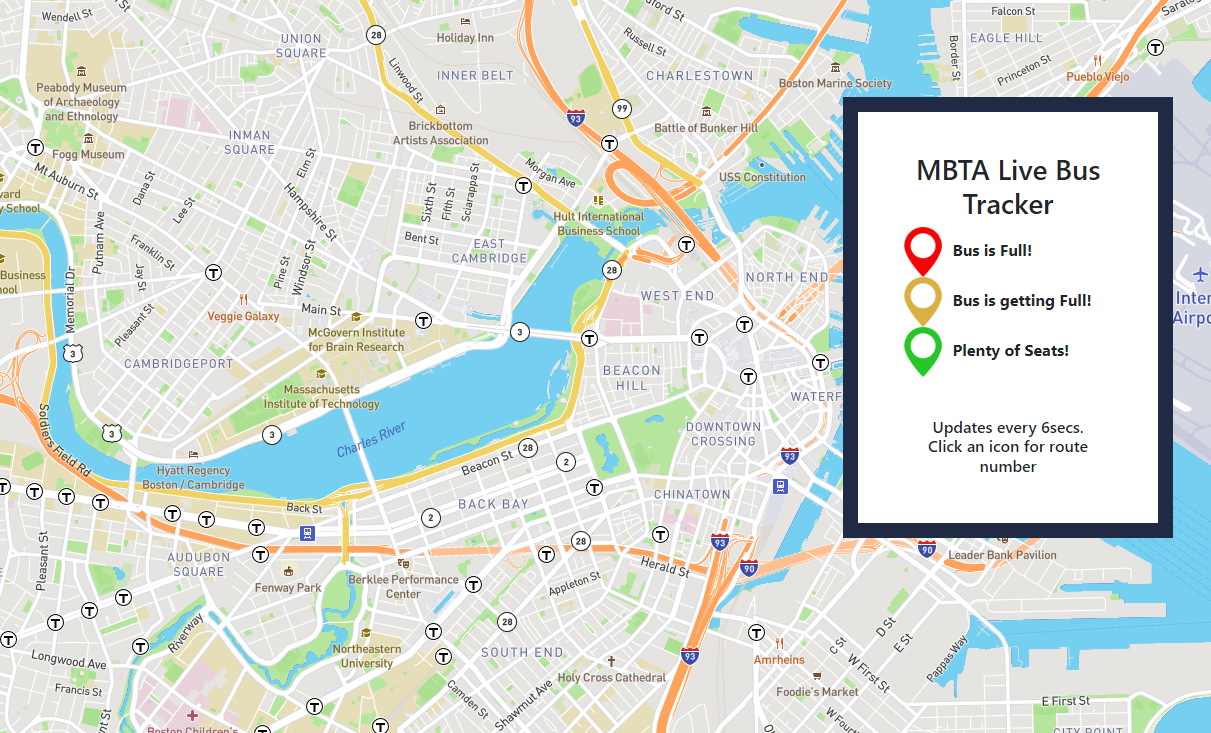 Wendell St
28
UNION
SQUARE
Holiday Inn
Russell St
Falcon St
EAGLE HILL
Border St
Princeton St
Pueblo Viejo
Peabody Museum
of Archaeology
and Ethnology
Linwood St
INNER BELT
CHARLESTOWN
Boston Marine Society
Fogg Museum
INMAN
SQUARE
Brickbottom
Artists Association
93
99
Battle of Bunker Hill
Mt Auburn St
Dana St
Elm St
Morgan Ave
USS Constitution
Putnam Ave
Lee St
Hampshire St
Sixth St
Fifth St
Sciarappa St
Hult International
Business School
Franklin St
Jay St
Pine St
Windsor St
Bent St
EAST
CAMBRIDGE
28
NORTH END
WEST END
Memorial Dr
Pleasant St
Veggie Galaxy
Main St
McGovern Institute
for Brain Research
3
3
CAMBRIDGEPORT
Massachusetts
Institute of Technology
BEACON
HILL
Soldiers Field Rd
3
3
Charles River
DOWNTOWN
CROSSING
Hyatt Regency
Boston / Cambridge
Beacon St
28
2
93
Back St
BACK BAY
2
CHINATOWN
AUDUBON
SQUARE
28
Herald St
93
90
90
Leader Bank Pavilion
Pleasant St
Fenway Park
Berklee Performance
Center
Appleton St
28
Riverway
Northeastern
University
SOUTH END
Holy Cross Cathedral
93
Amrheins
Foodie's Market
C St
W First St
D St
E St
Pappas Way
Longwood Ave
Francis St
Camden St
Shawmut Ave
E First St
MBTA Live Bus
Tracker
Bus is Full!
Bus is getting Full!
Plenty of Seats!
Updates every 6secs.
Click an icon for route
number